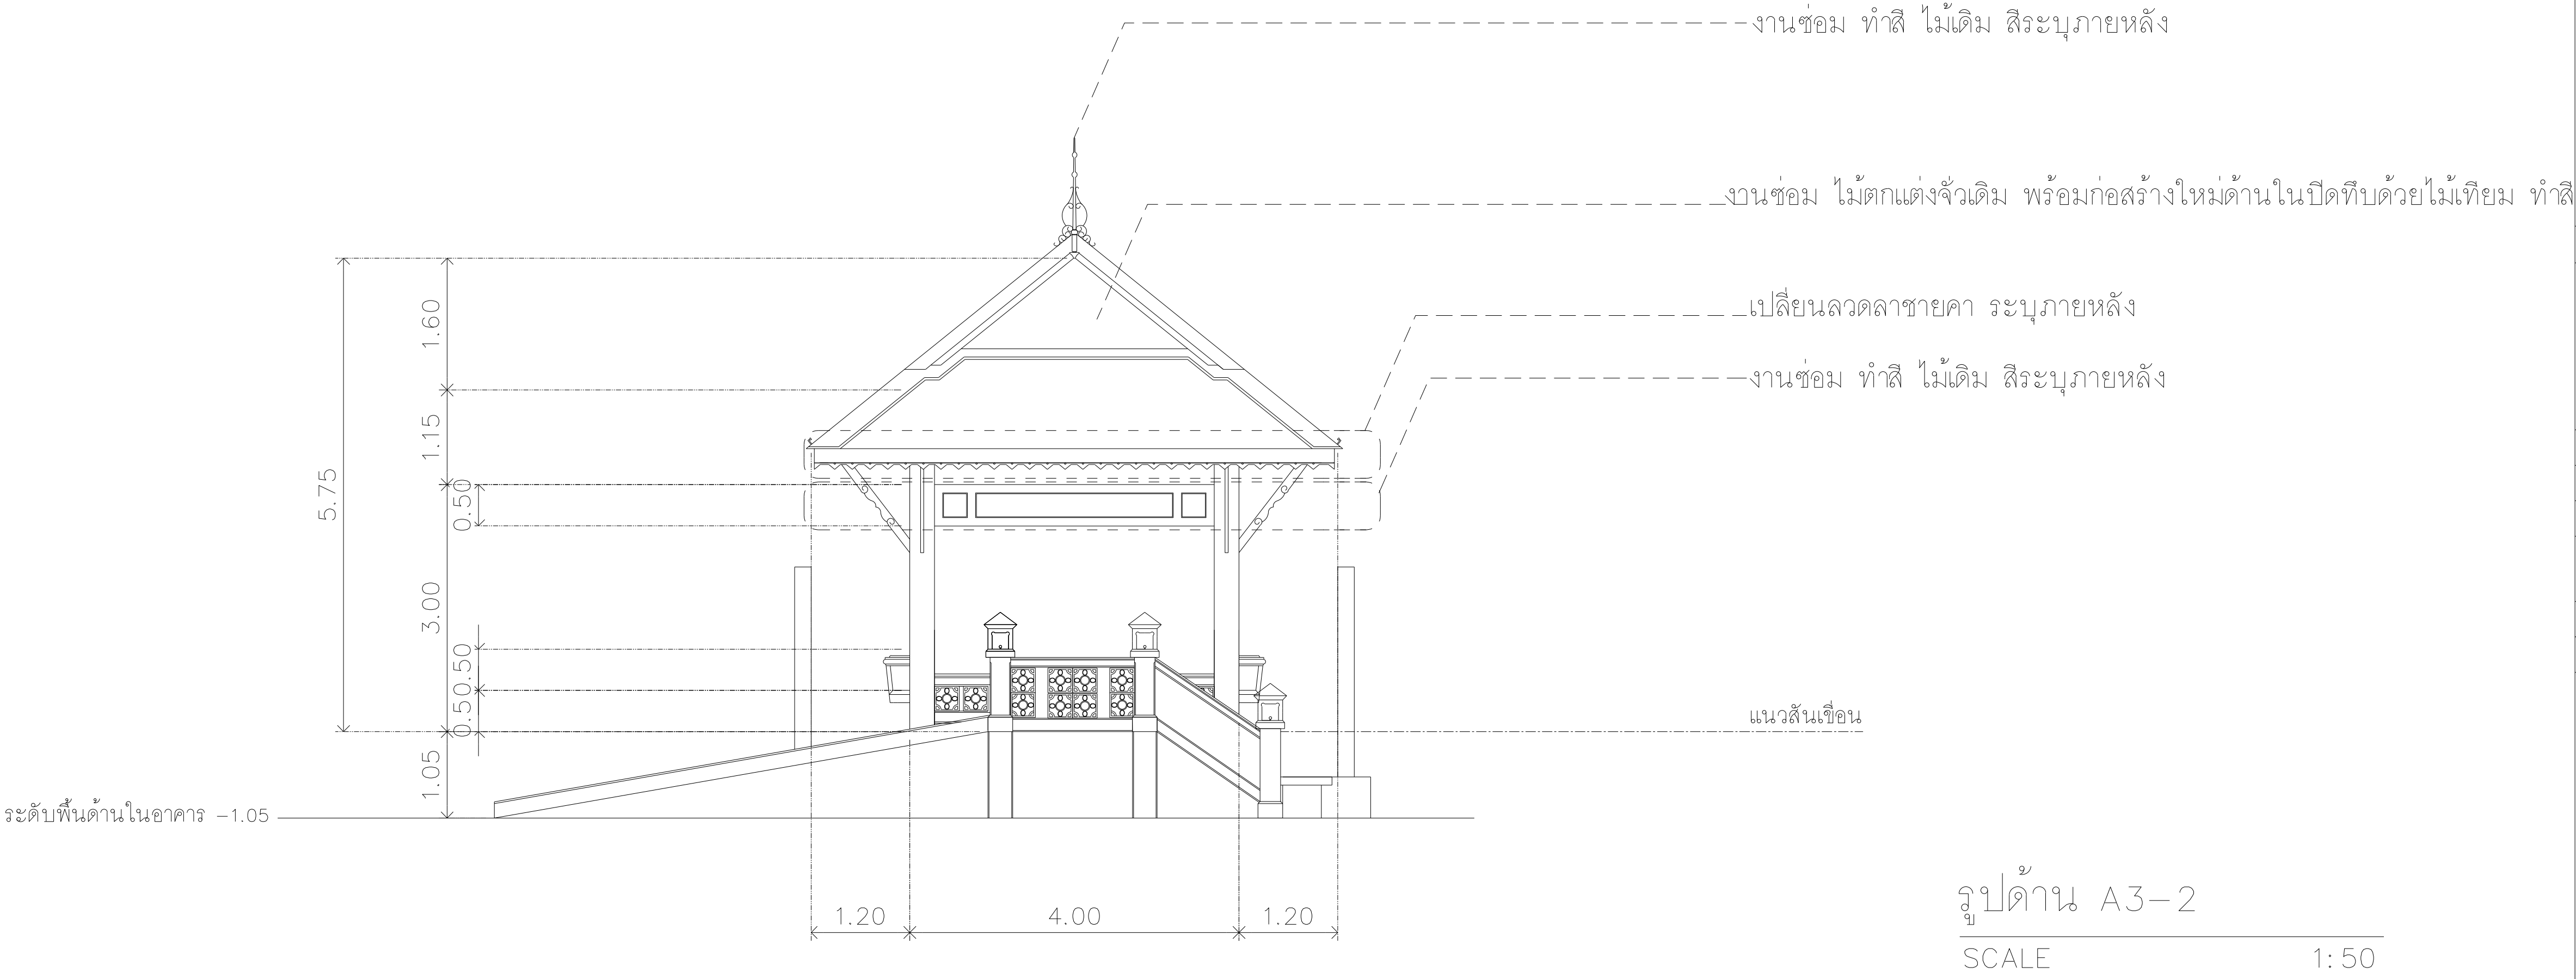 งานซ่อม ทำสี ไม้เดิม สีระบุภายหลัง
งานซ่อม ไม้ตกแต่งจั่วเดิม พร้อมก่อสร้างใหม่ด้านในปิดทึบด้วยไม้เทียม ทำสี
เปลี่ยนลวดลาชายคา ระบุภายหลัง
งานซ่อม ทำสี ไม้เดิม สีระบุภายหลัง
1.60
1.15
5.75
0.50
3.00
0.50
0.50
1.05
แนวสันเขื่อน
ระดับพื้นด้านในอาคาร -1.05
1.20 4.00 1.20
รูปด้าน A3-2
SCALE 1:50